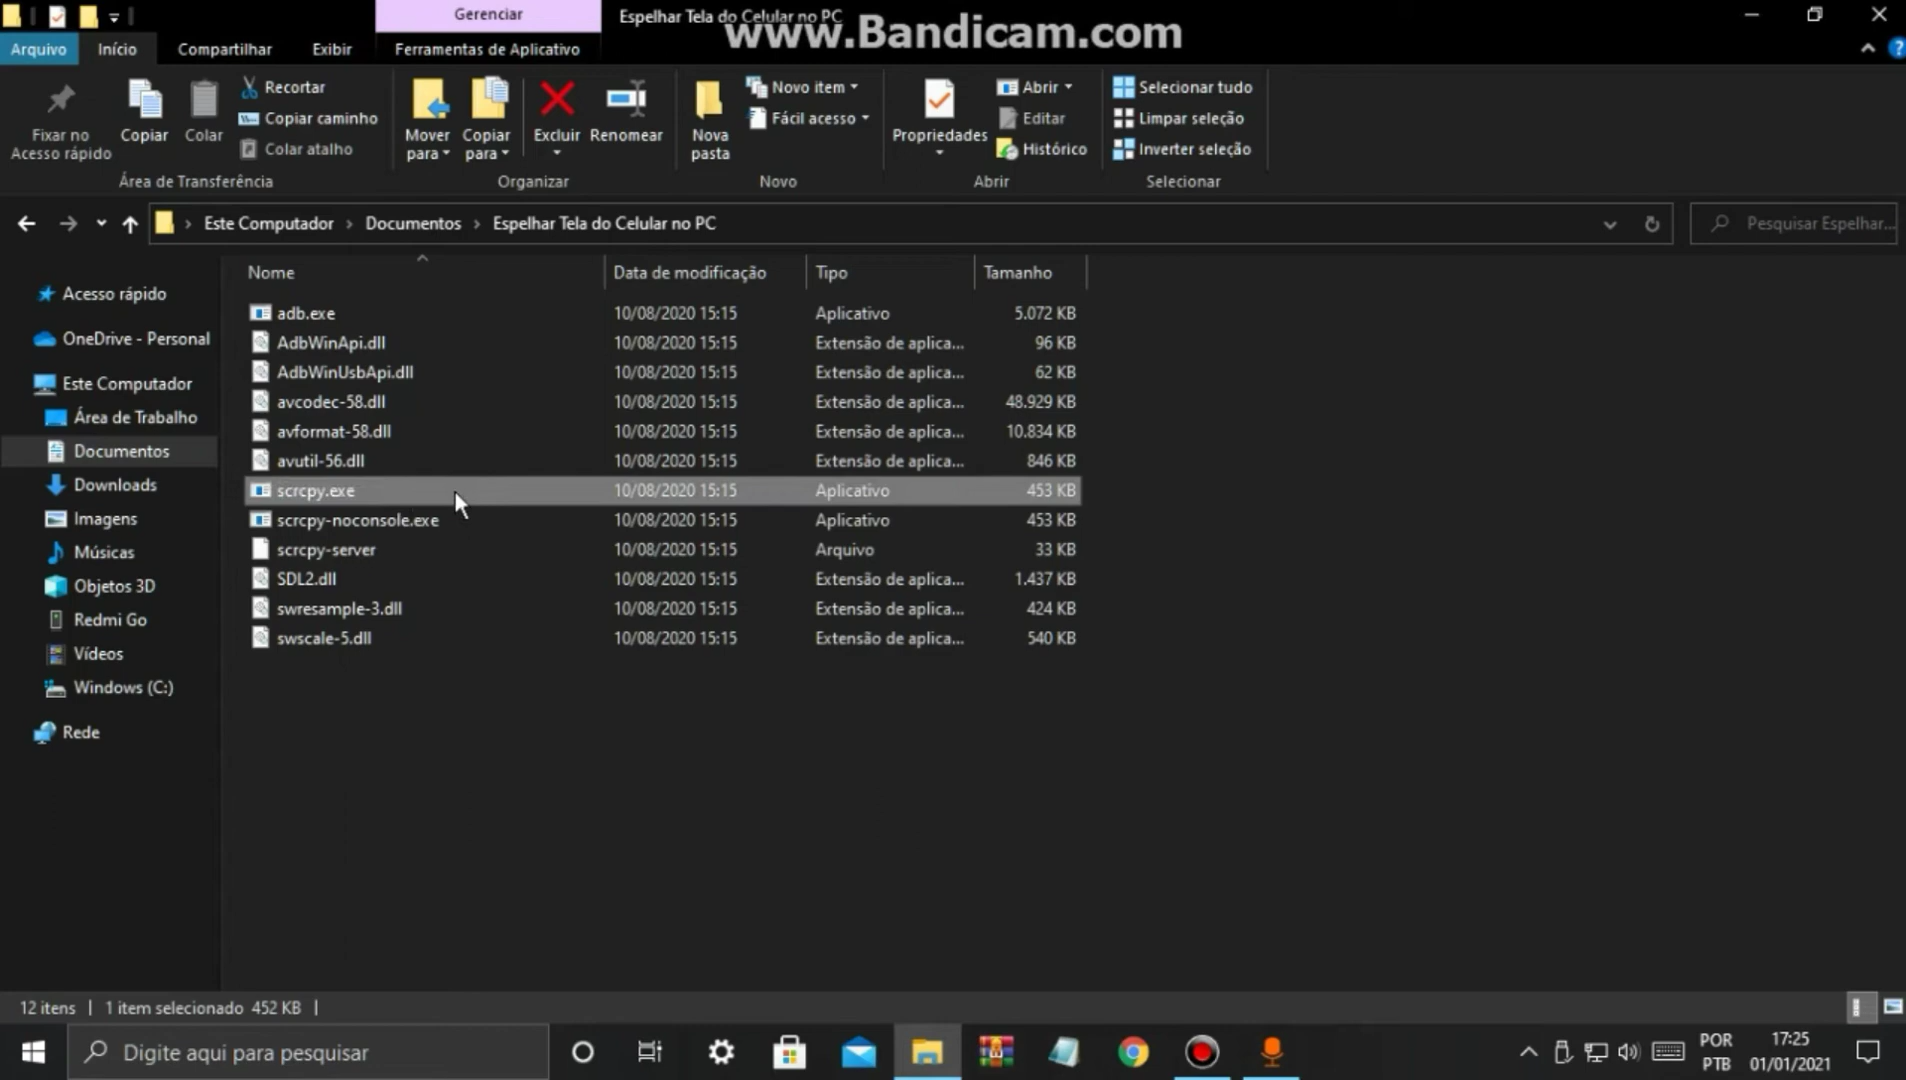 Gerenciar
Espelhar Tela do Celular no PC
www.Bandicam.com
Arquivo
Início
Compartilhar
Exibir
Ferramentas de Aplicativo
Fixar no
Acesso rápido
Copiar
Colar
Recortar
Copiar caminho
Colar atalho
Área de Transferência
Mover
para
Copiar
para
Excluir
Renomear
Organizar
Nova
pasta
Novo item
Fácil acesso
Novo
Propriedades
Abrir
Editar
Histórico
Abrir
Selecionar tudo
Limpar seleção
Inverter seleção
Selecionar
Este Computador > Documentos > Espelhar Tela do Celular no PC
Pesquisar Espelhar...
Acesso rápido
OneDrive - Personal
Este Computador
Área de Trabalho
Documentos
Downloads
Imagens
Músicas
Objetos 3D
Redmi Go
Vídeos
Windows (C:)
Rede
Nome Data de modificação Tipo Tamanho
adb.exe 10/08/2020 15:15 Aplicativo 5.072 KB
AdbWinApi.dll 10/08/2020 15:15 Extensão de aplica... 96 KB
AdbWinUsbApi.dll 10/08/2020 15:15 Extensão de aplica... 62 KB
avcodec-58.dll 10/08/2020 15:15 Extensão de aplica... 48.929 KB
avformat-58.dll 10/08/2020 15:15 Extensão de aplica... 10.834 KB
avutil-56.dll 10/08/2020 15:15 Extensão de aplica... 846 KB
scrcpy.exe 10/08/2020 15:15 Aplicativo 453 KB
scrcpy-noconsole.exe 10/08/2020 15:15 Aplicativo 453 KB
scrcpy-server 10/08/2020 15:15 Arquivo 33 KB
SDL2.dll 10/08/2020 15:15 Extensão de aplica... 1.437 KB
swresample-3.dll 10/08/2020 15:15 Extensão de aplica... 424 KB
swscale-5.dll 10/08/2020 15:15 Extensão de aplica... 540 KB
12 itens | 1 item selecionado 452 KB |
Digite aqui para pesquisar
POR
PTB
17:25
01/01/2021